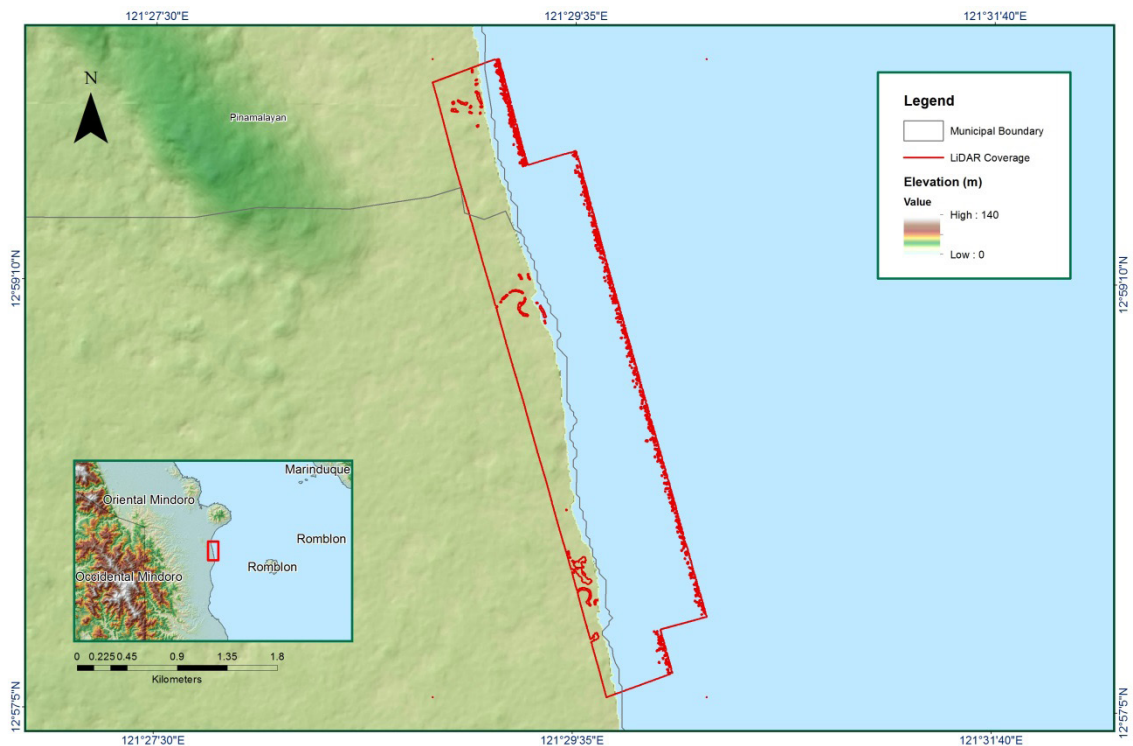 121°27'30"E
121°29'35"E
121°31'40"E
N
Pinamalayan
Legend
Municipal Boundary
LiDAR Coverage
Elevation (m)
Value
High : 140
Low : 0
12°59'10"N
12°59'10"N
Marinduque
Oriental Mindoro
Romblon
Romblon
Occidental Mindoro
0 0.225 0.45 0.9 1.35 1.8
Kilometers
12°57'5"N
12°57'5"N
121°27'30"E
121°29'35"E
121°31'40"E